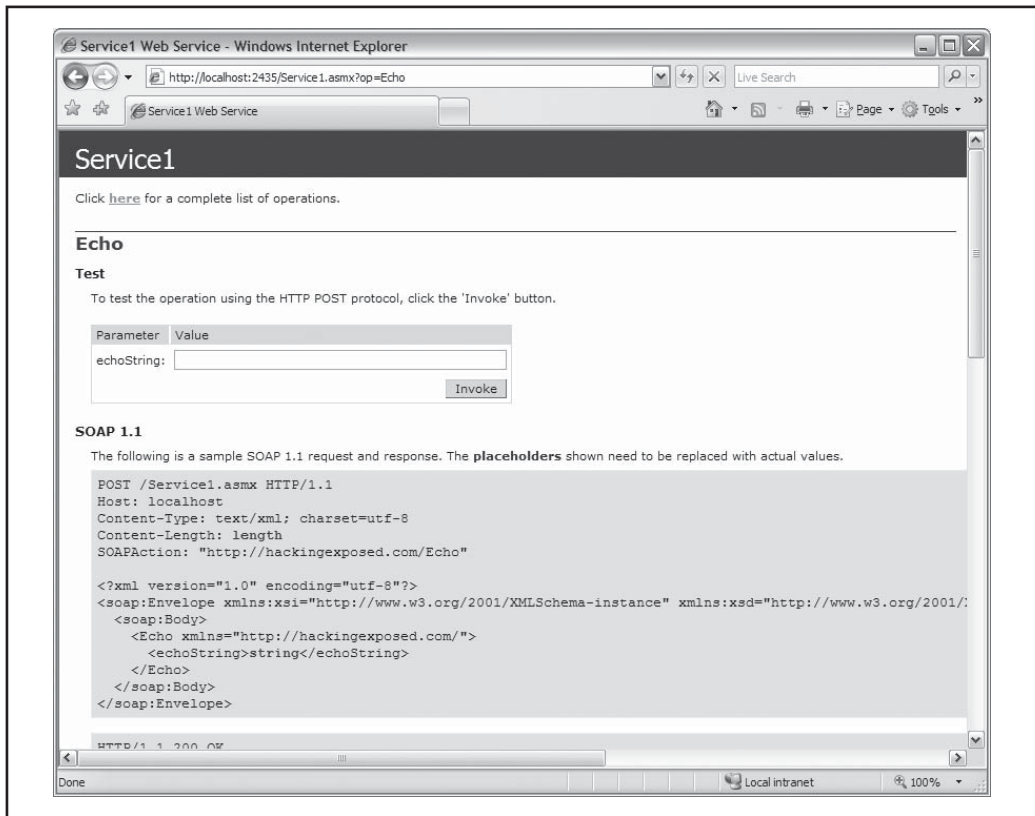 Service1 Web Service - Windows Internet Explorer
http://localhost:2435/Service1.asmx?op=Echo
Live Search
Service1 Web Service
Page
Tools
Service1
Click here for a complete list of operations.
Echo
Test
To test the operation using the HTTP POST protocol, click the 'Invoke' button.
Parameter Value
echoString:
Invoke
SOAP 1.1
The following is a sample SOAP 1.1 request and response. The placeholders shown need to be replaced with actual values.
POST /Service1.asmx HTTP/1.1
Host: localhost
Content-Type: text/xml; charset=utf-8
Content-Length: length
SOAPAction: "http://hackingexposed.com/Echo"
<?xml version="1.0" encoding="utf-8"?>
<soap:Envelope xmlns:xsi="http://www.w3.org/2001/XMLSchema-instance" xmlns:xsd="http://www.w3.org/2001/
<soap:Body>
<Echo xmlns="http://hackingexposed.com/">
<echoString>string</echoString>
</Echo>
</soap:Body>
</soap:Envelope>
HTTP/1.1 200 OK
Done
Local intranet
100%